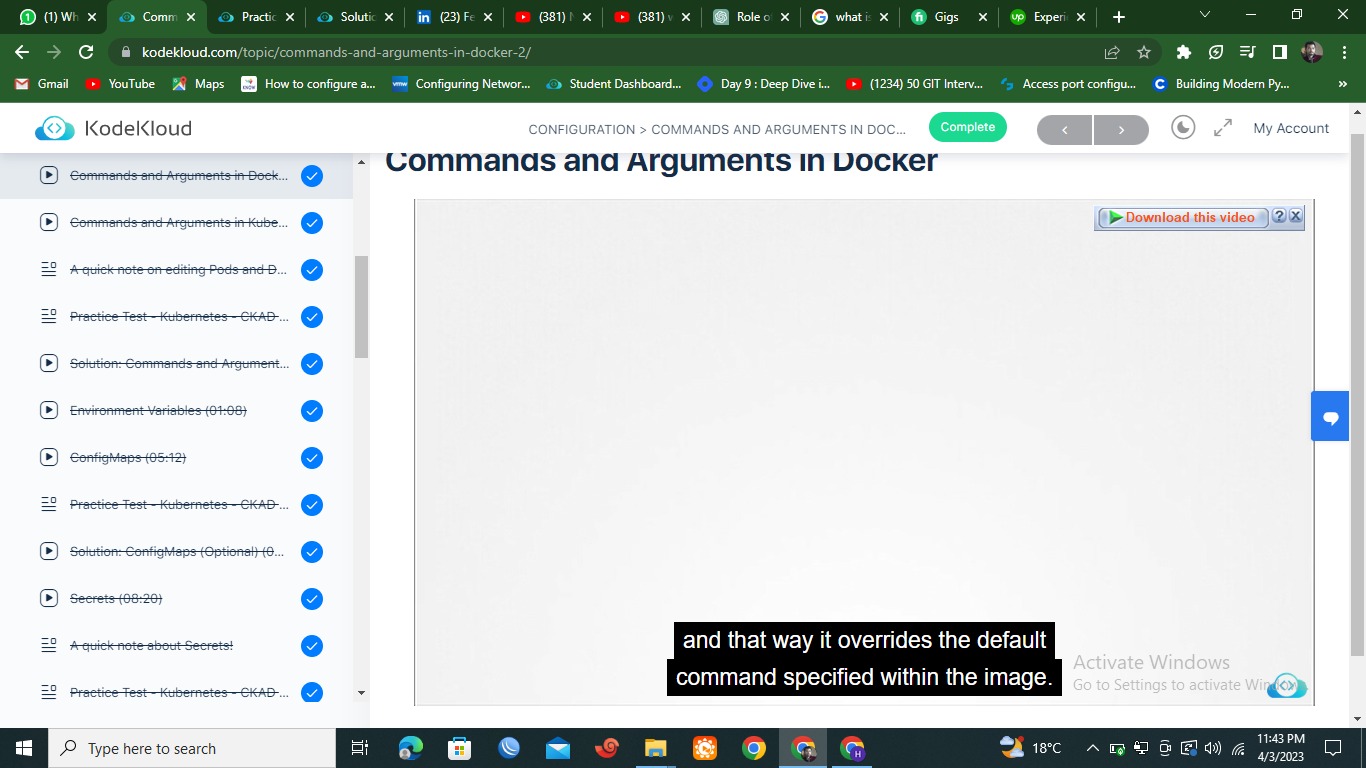 (1) Wh
Comm
Practic
Solutic
in
(23) Fe
(381) N
(381) v
Role o
what is
Gigs
up
Experi
kodekloud.com/topic/commands-and-arguments-in-docker-2/
Gmail
YouTube
Maps
How to configure a...
vmw
Configuring Networ...
Student Dashboard...
Day 9 : Deep Dive i...
(1234) 50 GIT Interv...
Access port configu...
C
Building Modern Py...
»
KodeKloud
CONFIGURATION > COMMANDS AND ARGUMENTS IN DOC...
Complete
<
>
My Account
Commands and Arguments in Dock...
Commands and Arguments in Kube...
A quick note on editing Pods and D...
Practice Test - Kubernetes - CKAD ...
Solution: Commands and Argument...
Environment Variables (01:08)
ConfigMaps (05:12)
Practice Test - Kubernetes - CKAD ...
Solution: ConfigMaps (Optional) (0...
Secrets (08:20)
A quick note about Secrets!
Practice Test - Kubernetes - CKAD ...
Commands and Arguments in Docker
Download this video
?
X
and that way it overrides the default
command specified within the image.
Activate Windows
Go to Settings to activate Windows.
Type here to search
H
18°C
11:43 PM
4/3/2023